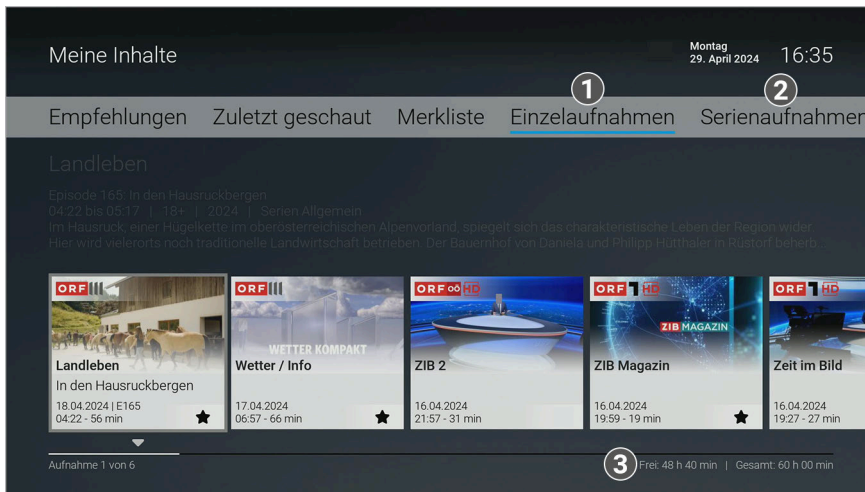 Meine Inhalte
Montag
29. April 2024
16:35
1
2
Empfehlungen Zuletzt geschaut Merkliste Einzelaufnahmen Serienaufnahmen
Landleben
Episode 165: In den Hausruckbergen
04:22 bis 05:17 | 18+ | 2024 | Serien Allgemein
Im Hausruck, einer Hügelkette im oberösterreichischen Alpenvorland, spiegelt sich das charakteristische Leben der Region wider.
Hier wird vielerorts noch traditionelle Landwirtschaft betrieben. Der Bauernhof von Daniela und Philipp Hütthaler in Rüstorf beherb...
ORF III
Landleben
In den Hausruckbergen
18.04.2024 | E165
04:22 - 56 min
ORF III
WETTER KOMPAKT
Wetter / Info
17.04.2024
06:57 - 66 min
ORF OÖ HD
ZIB 2
16.04.2024
21:57 - 31 min
ORF 1 HD
ZIB MAGAZIN
ZIB Magazin
16.04.2024
19:59 - 19 min
ORF 1 HD
Zeit im Bild
16.04.2024
19:27 - 27 min
Aufnahme 1 von 6
3
Frei: 48 h 40 min | Gesamt: 60 h 00 min